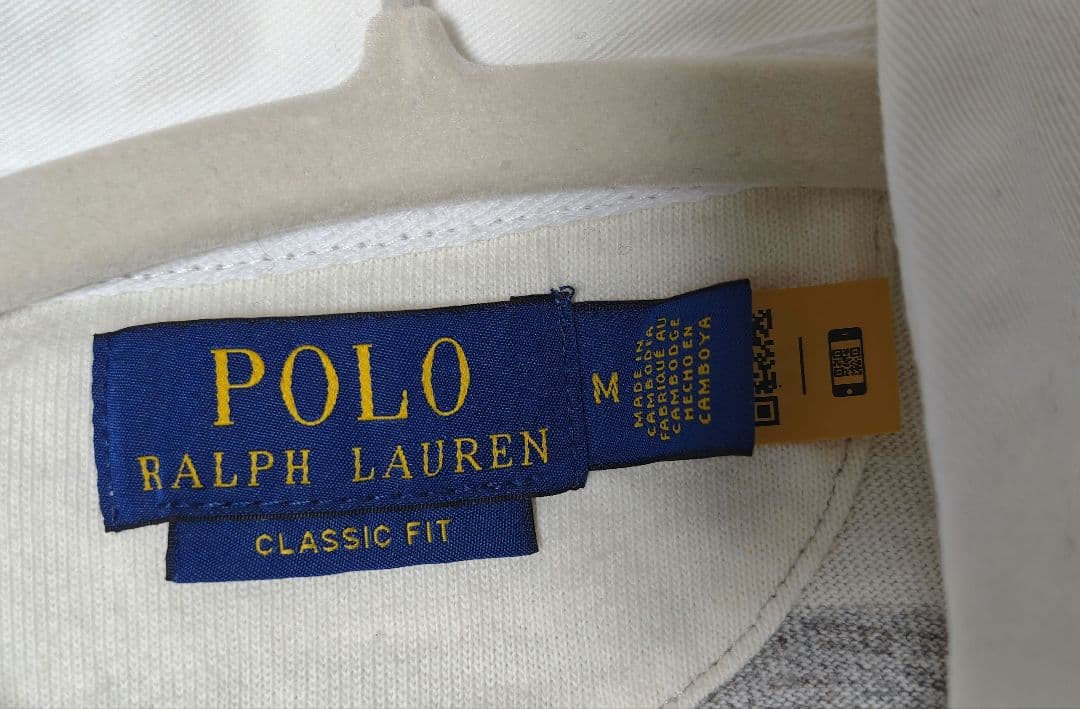 POLO
RALPH LAUREN
CLASSIC FIT
M
MADE IN
CAMBODIA
FABRIQUÉ AU
CAMBODGE
HECHO EN
CAMBOYA